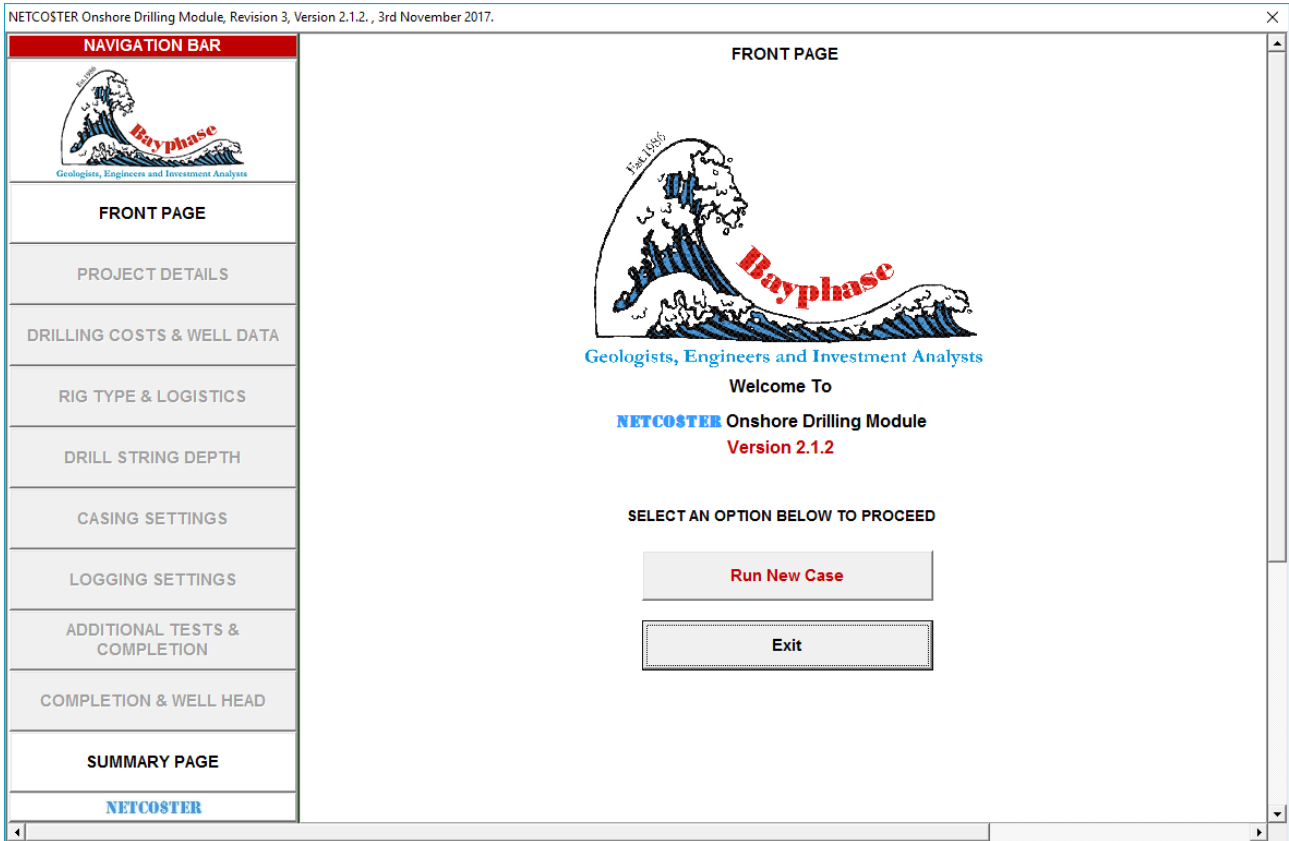 NETCO$TER Onshore Drilling Module, Revision 3, Version 2.1.2. , 3rd November 2017.
NAVIGATION BAR
Est.1986
Bayphase
Geologists, Engineers and Investment Analysts
FRONT PAGE
PROJECT DETAILS
DRILLING COSTS & WELL DATA
RIG TYPE & LOGISTICS
DRILL STRING DEPTH
CASING SETTINGS
LOGGING SETTINGS
ADDITIONAL TESTS &
COMPLETION
COMPLETION & WELL HEAD
SUMMARY PAGE
NETCO$TER
FRONT PAGE
Est.1986
Bayphase
Geologists, Engineers and Investment Analysts
Welcome To
NETCO$TER Onshore Drilling Module
Version 2.1.2
SELECT AN OPTION BELOW TO PROCEED
Run New Case
Exit